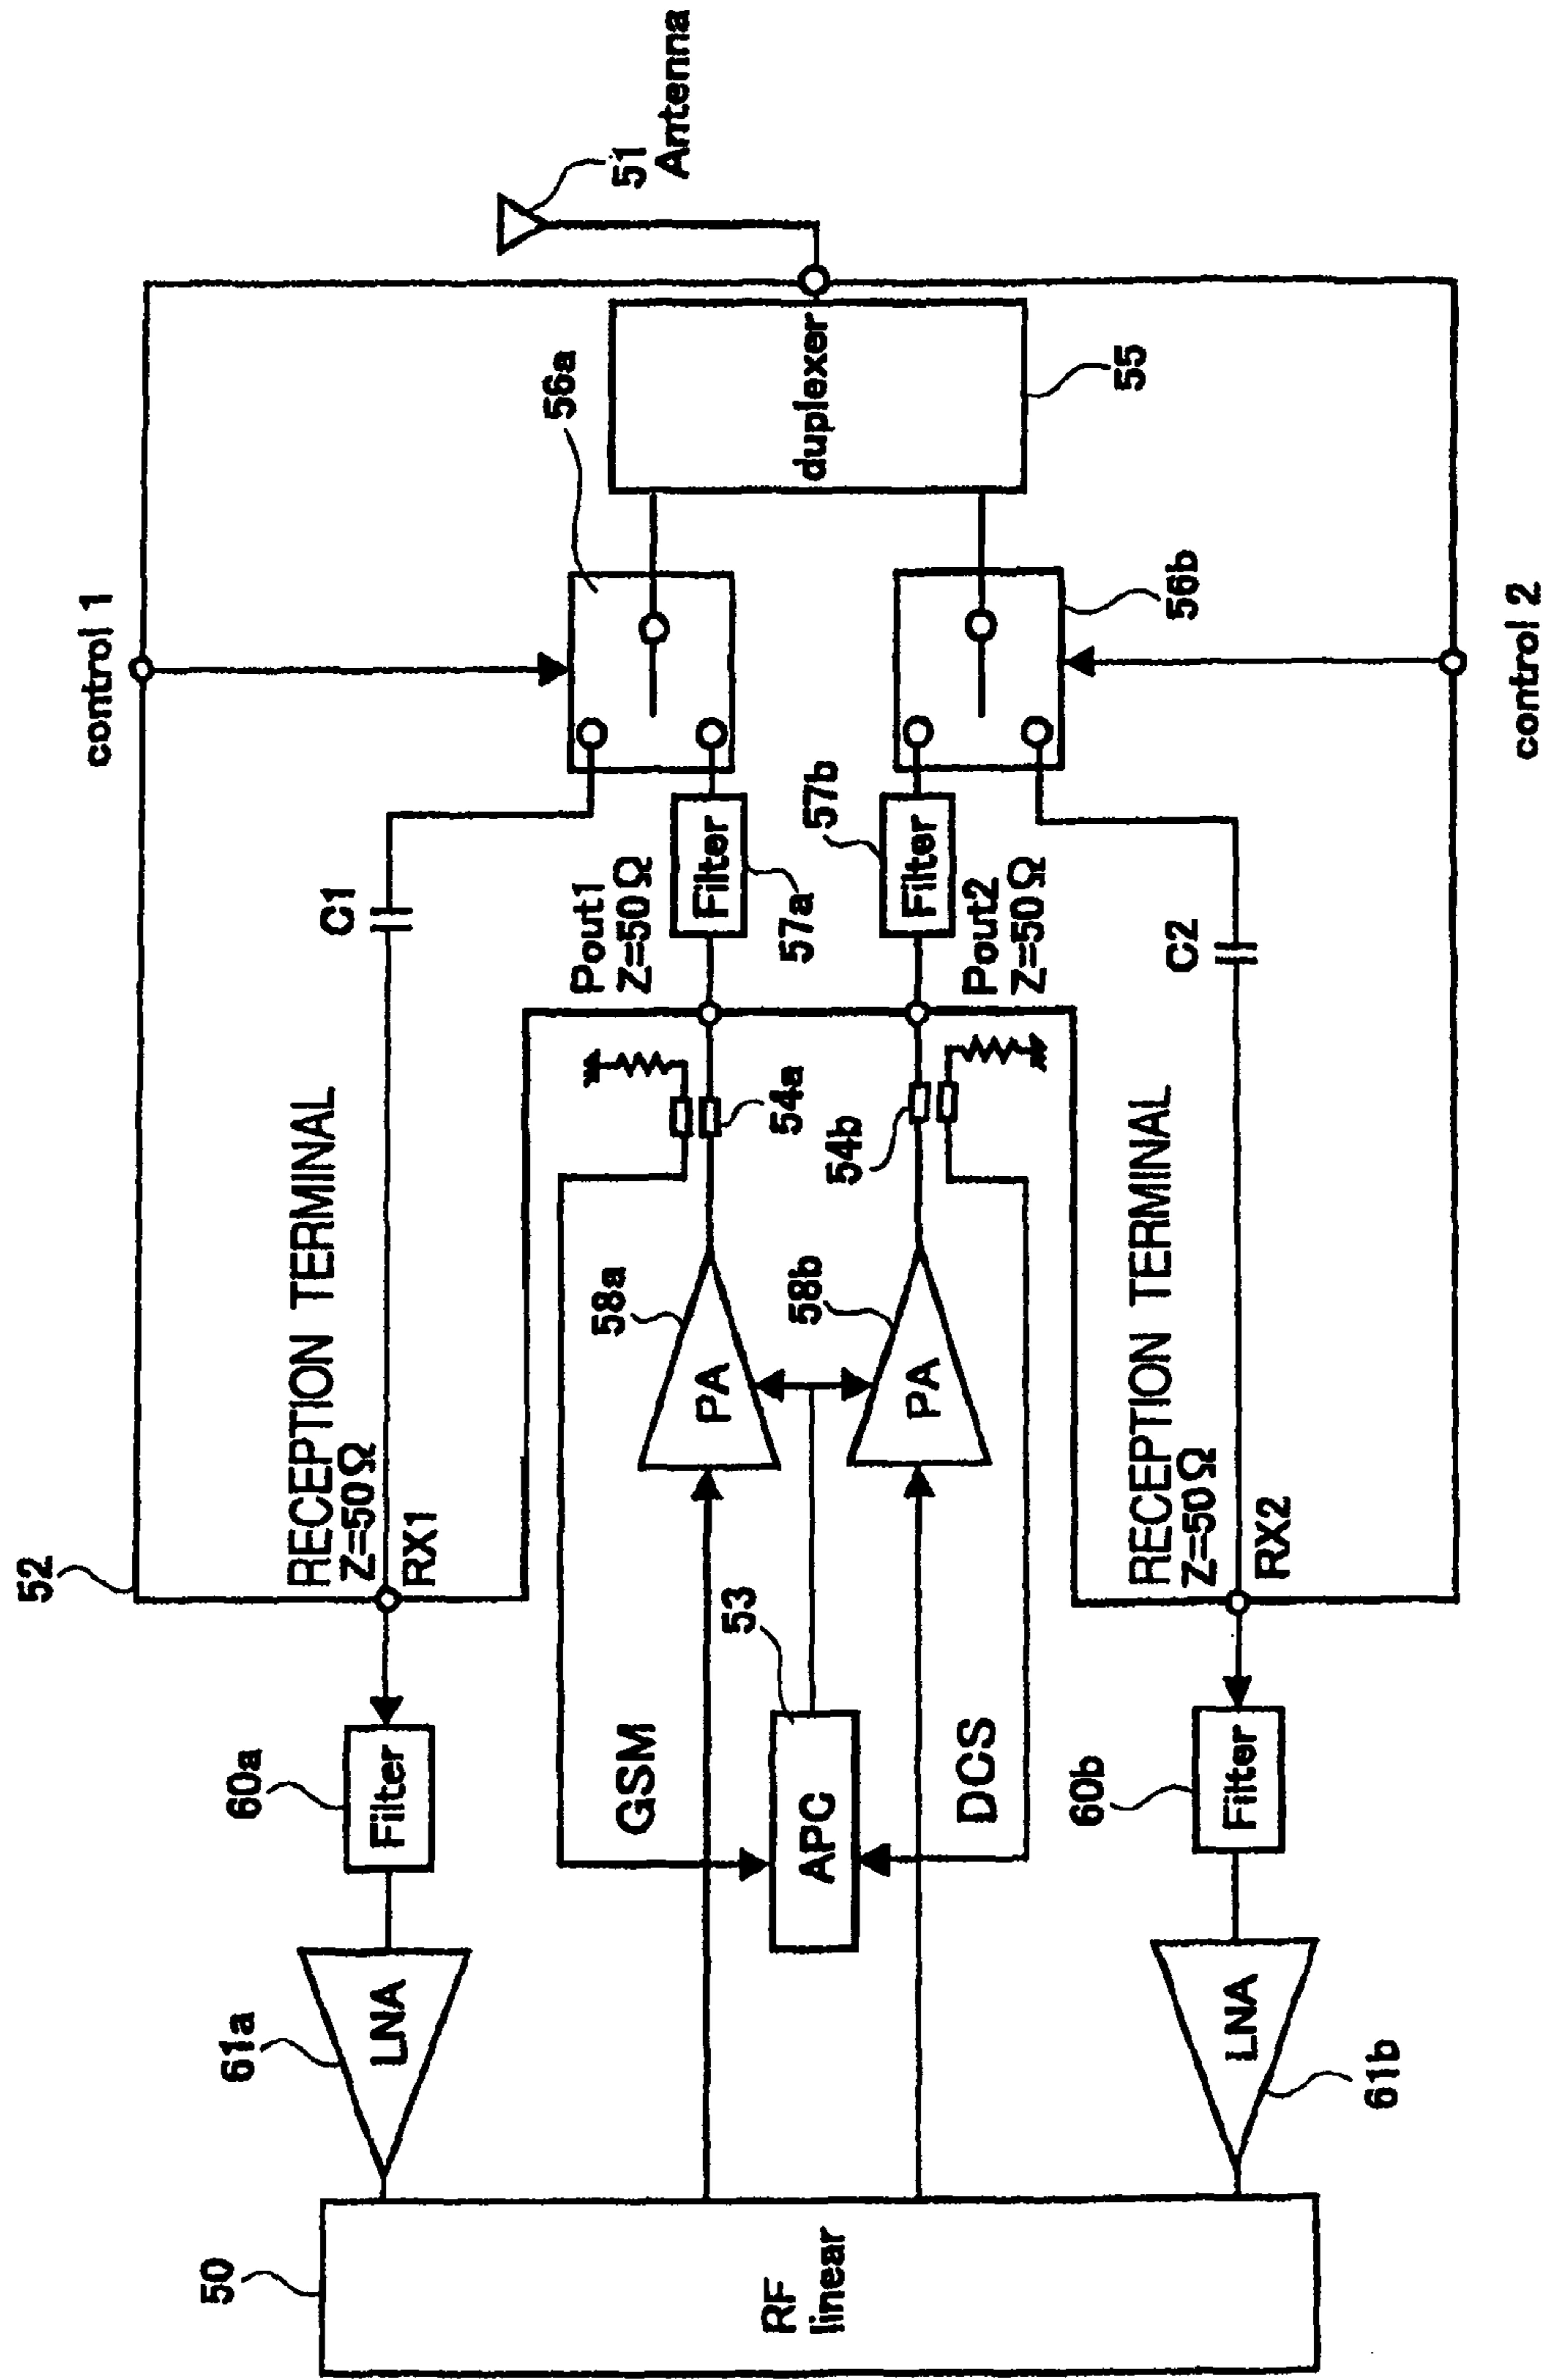 52
control 1
RECEPTION TERMINAL
Z=50Ω
RX1
C1
60a
Filter
61a
LNA
50
RF
linear
GSM
53
APC
DCS
58a
PA
58b
PA
54a
54b
Pout1
Z=50Ω
Filter
57a
57b
Filter
Pout2
Z=50Ω
56a
56b
duplexer
55
51
Antenna
60b
Filter
61b
LNA
RECEPTION TERMINAL
Z=50Ω
RX2
C2
control 2